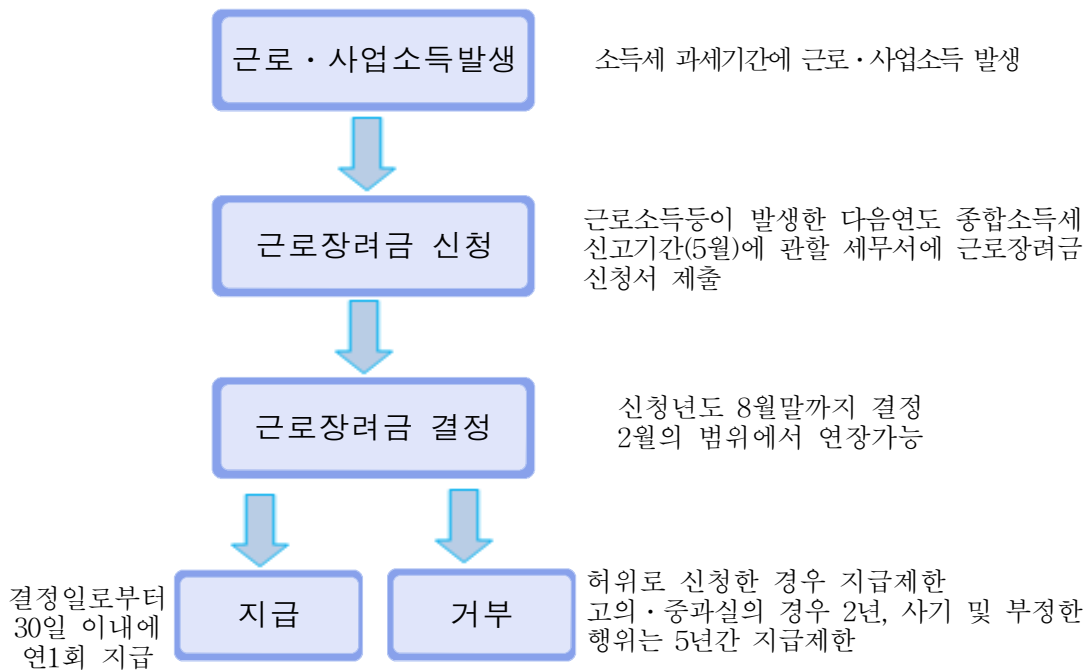 근로・사업소득발생
소득세 과세기간에 근로・사업소득 발생
근로장려금 신청
근로소득등이 발생한 다음연도 종합소득세
신고기간(5월)에 관할 세무서에 근로장려금
신청서 제출
근로장려금 결정
신청년도 8월말까지 결정
2월의 범위에서 연장가능
결정일로부터
30일 이내에
연1회 지급
지급
거부
허위로 신청한 경우 지급제한
고의・중과실의 경우 2년, 사기 및 부정한
행위는 5년간 지급제한